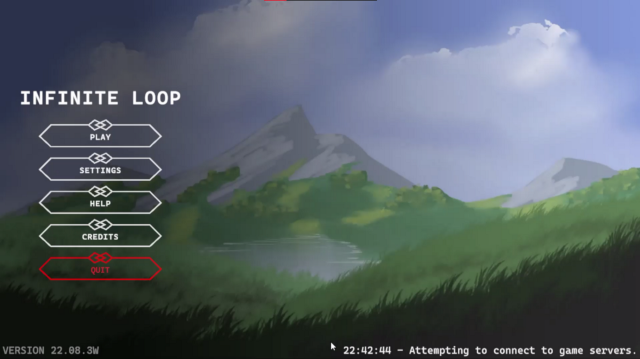 INFINITE LOOP
PLAY
SETTINGS
HELP
CREDITS
QUIT
VERSION 22.08.3W
22:42:44 – Attempting to connect to game servers.